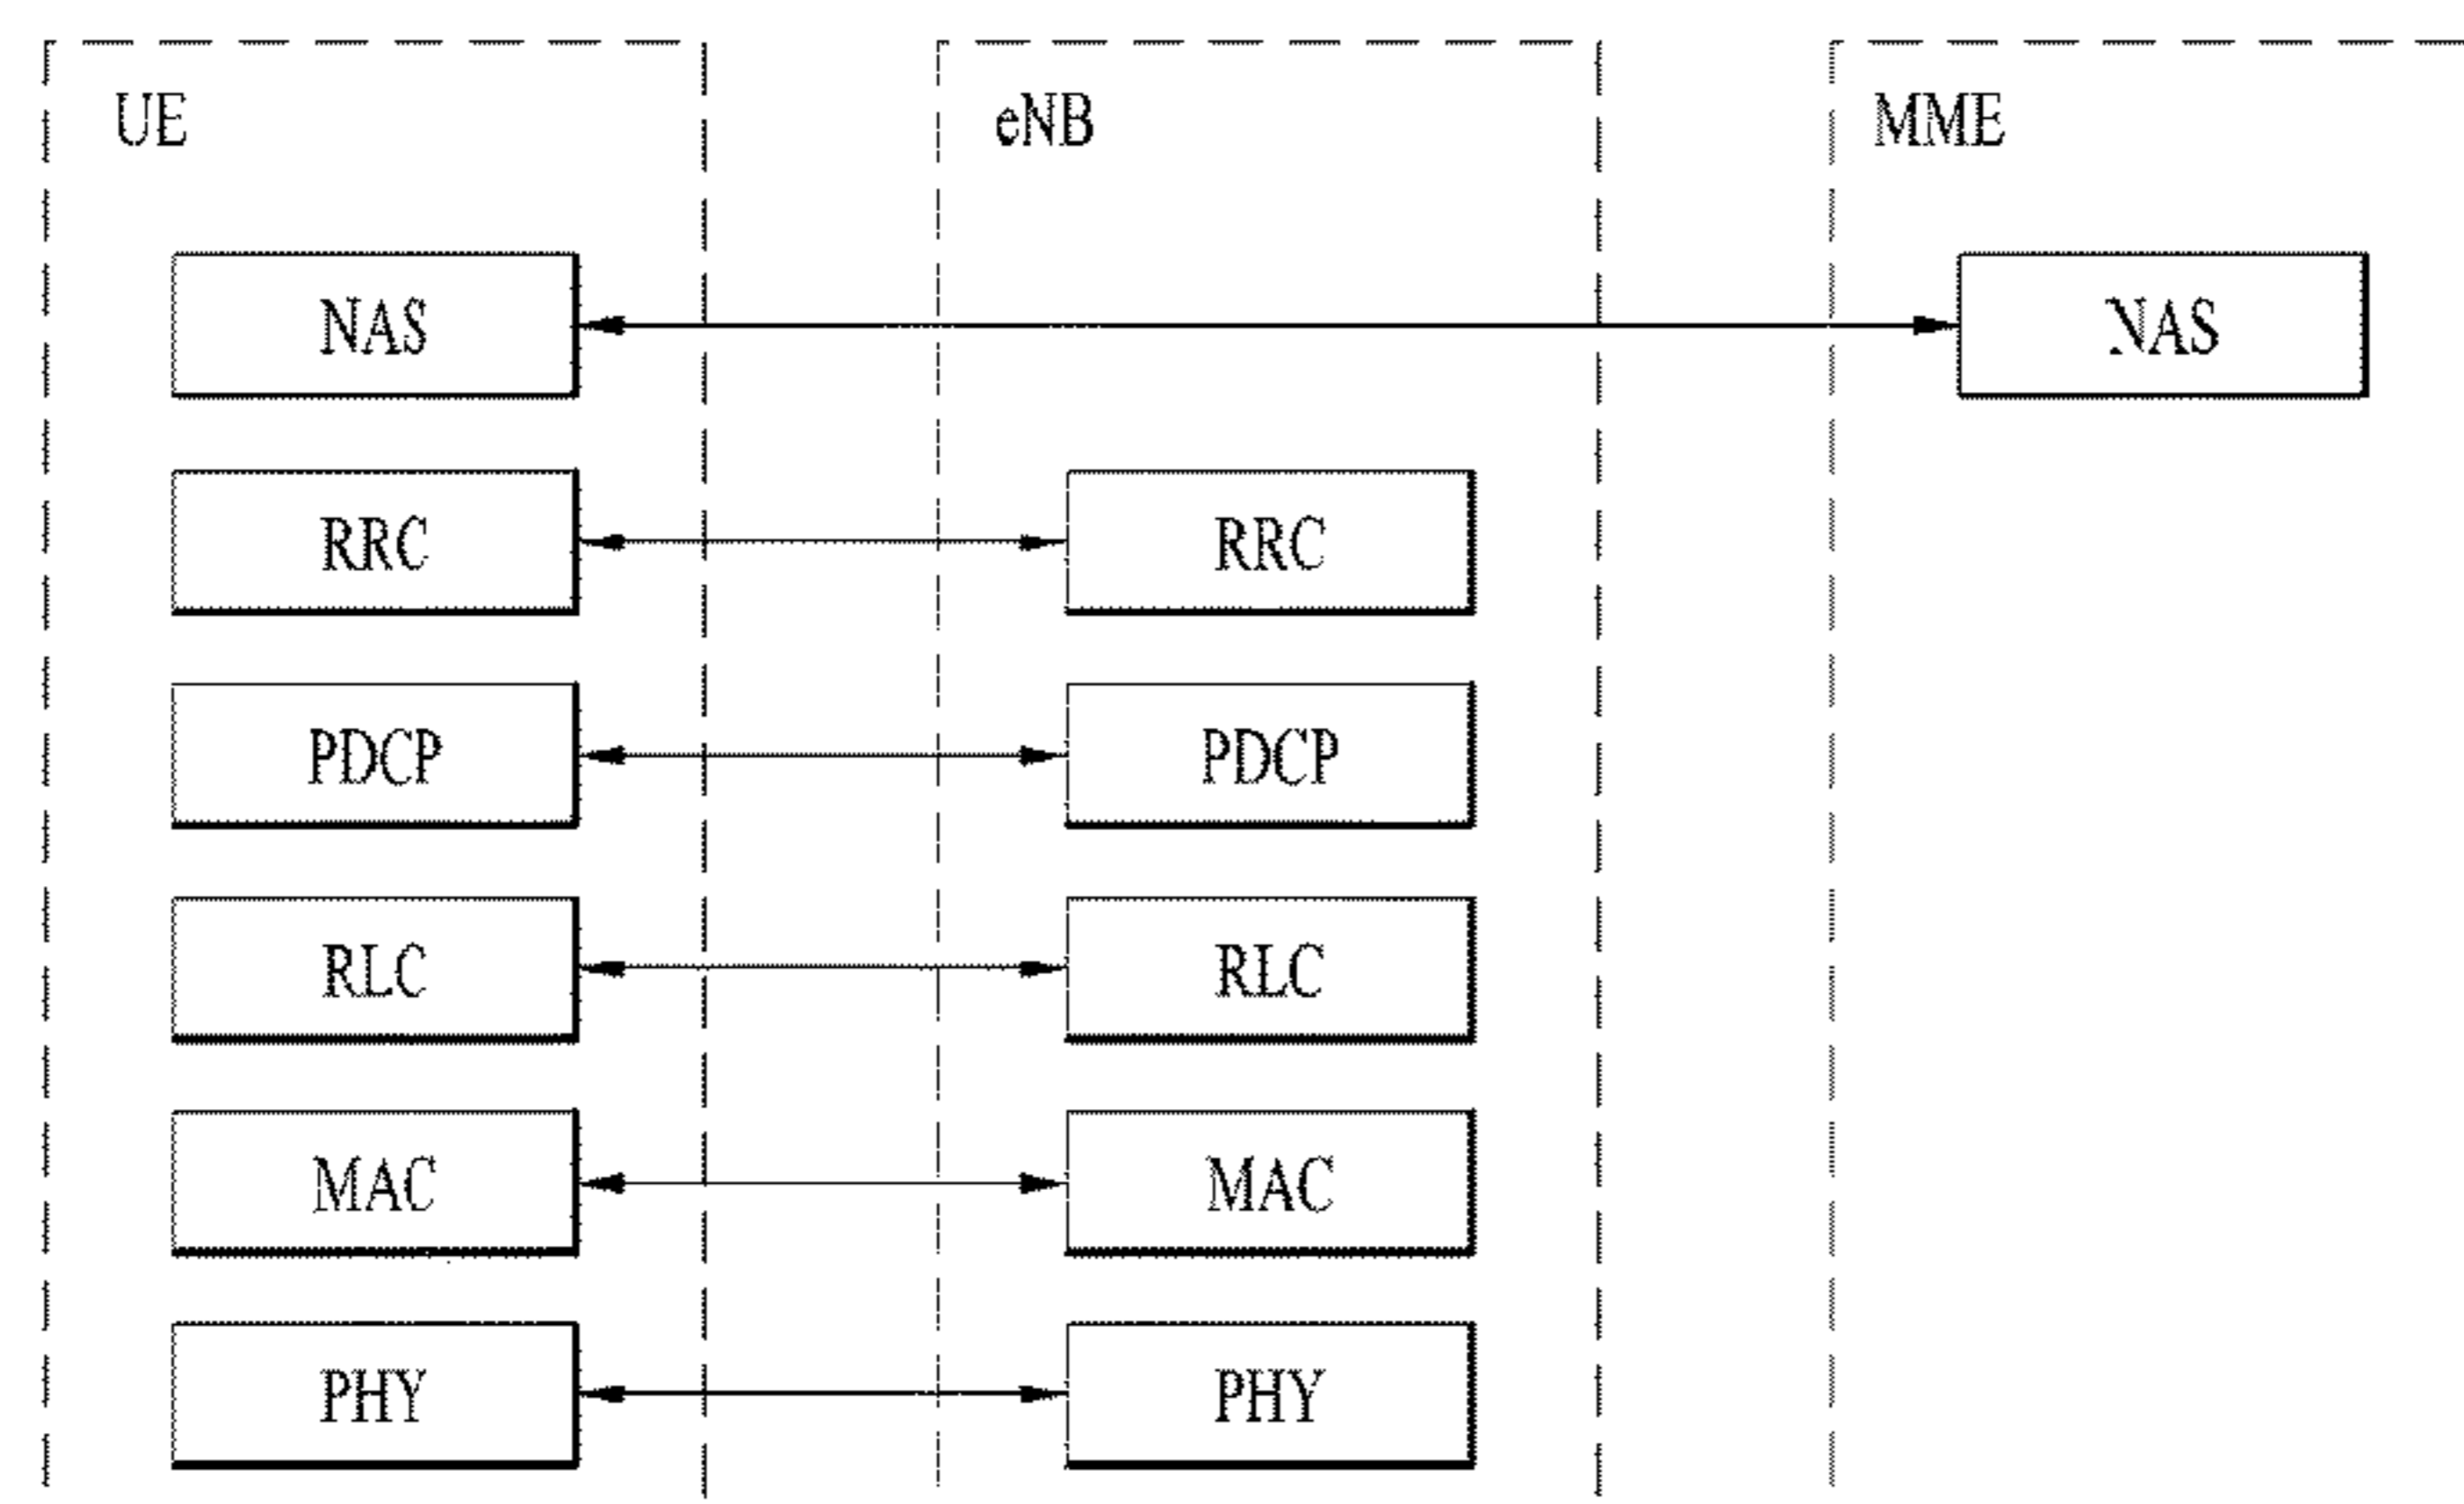 UE eNB MME
NAS NAS
RRC RRC
PDCP PDCP
RLC RLC
MAC MAC
PHY PHY